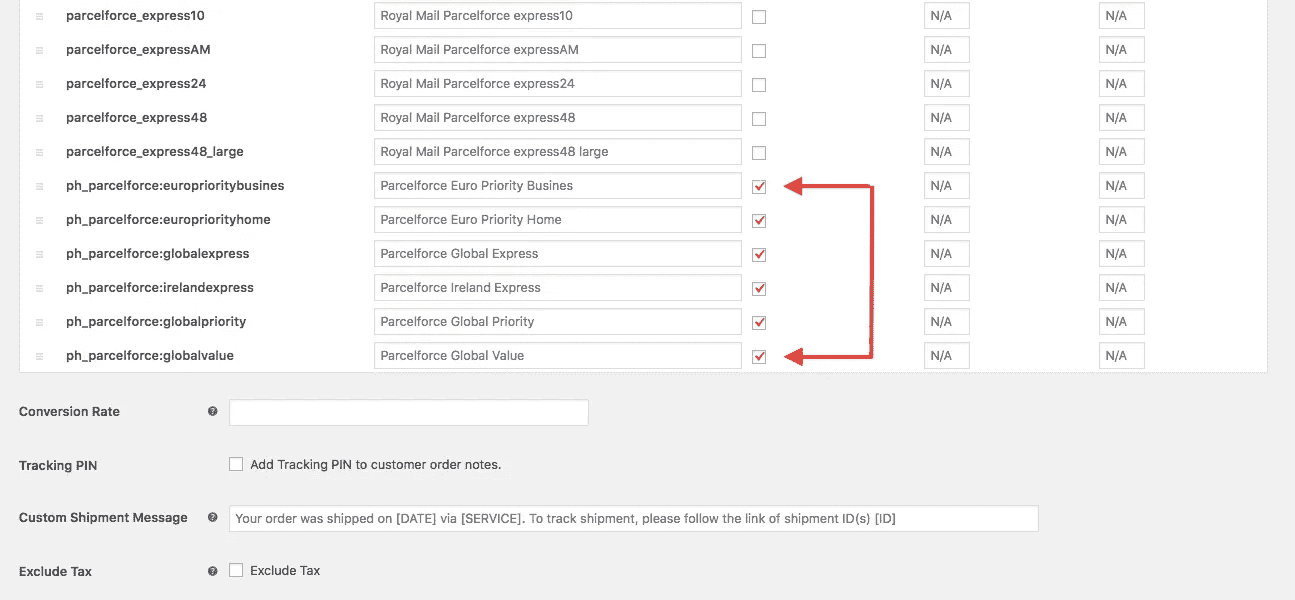 parcelforce_express10 Royal Mail Parcelforce express10 N/A N/A
parcelforce_expressAM Royal Mail Parcelforce expressAM N/A N/A
parcelforce_express24 Royal Mail Parcelforce express24 N/A N/A
parcelforce_express48 Royal Mail Parcelforce express48 N/A N/A
parcelforce_express48_large Royal Mail Parcelforce express48 large N/A N/A
ph_parcelforce:europrioritybusines Parcelforce Euro Priority Busines N/A N/A
ph_parcelforce:europriorityhome Parcelforce Euro Priority Home N/A N/A
ph_parcelforce:globalexpress Parcelforce Global Express N/A N/A
ph_parcelforce:irelandexpress Parcelforce Ireland Express N/A N/A
ph_parcelforce:globalpriority Parcelforce Global Priority N/A N/A
ph_parcelforce:globalvalue Parcelforce Global Value N/A N/A
Conversion Rate ?
Tracking PIN Add Tracking PIN to customer order notes.
Custom Shipment Message ? Your order was shipped on [DATE] via [SERVICE]. To track shipment, please follow the link of shipment ID(s) [ID]
Exclude Tax ? Exclude Tax